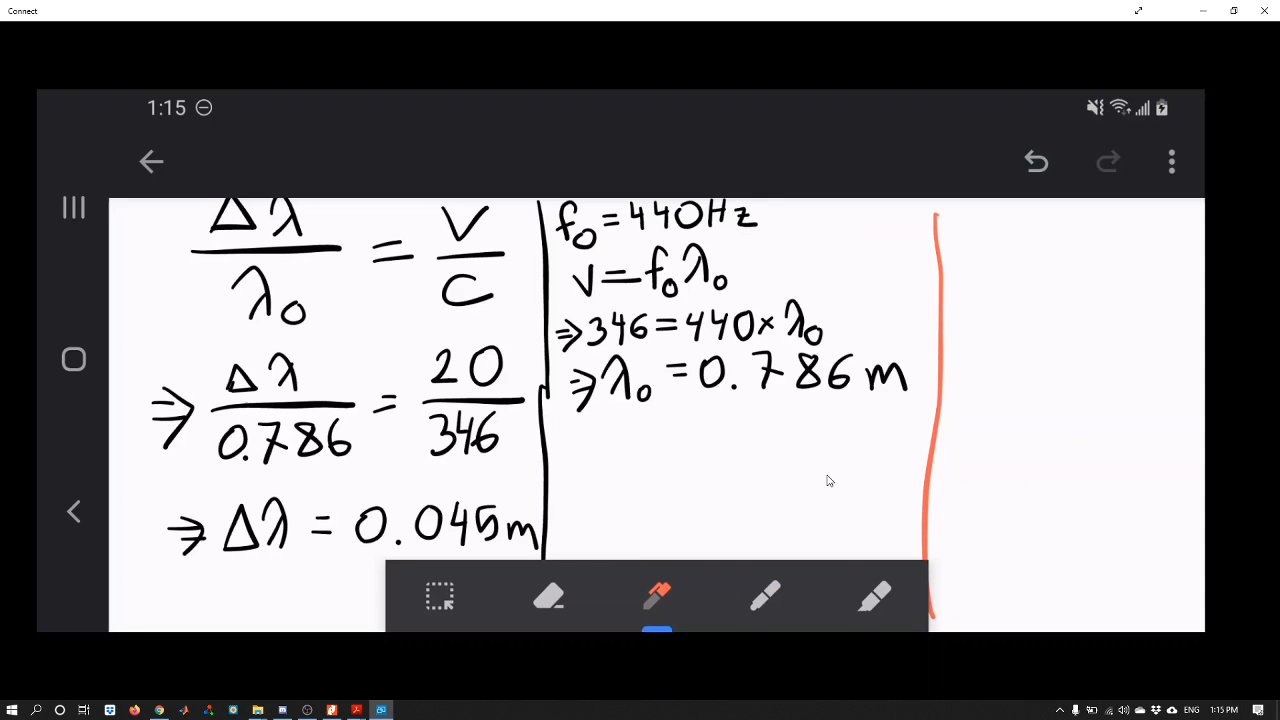 Connect
1:15
Δλ/λ₀ = V/C
⇒ Δλ/0.786 = 20/346
⇒ Δλ = 0.045m
f₀ = 440Hz
V = f₀λ₀
⇒ 346 = 440 × λ₀
⇒ λ₀ = 0.786 m
1:15 PM